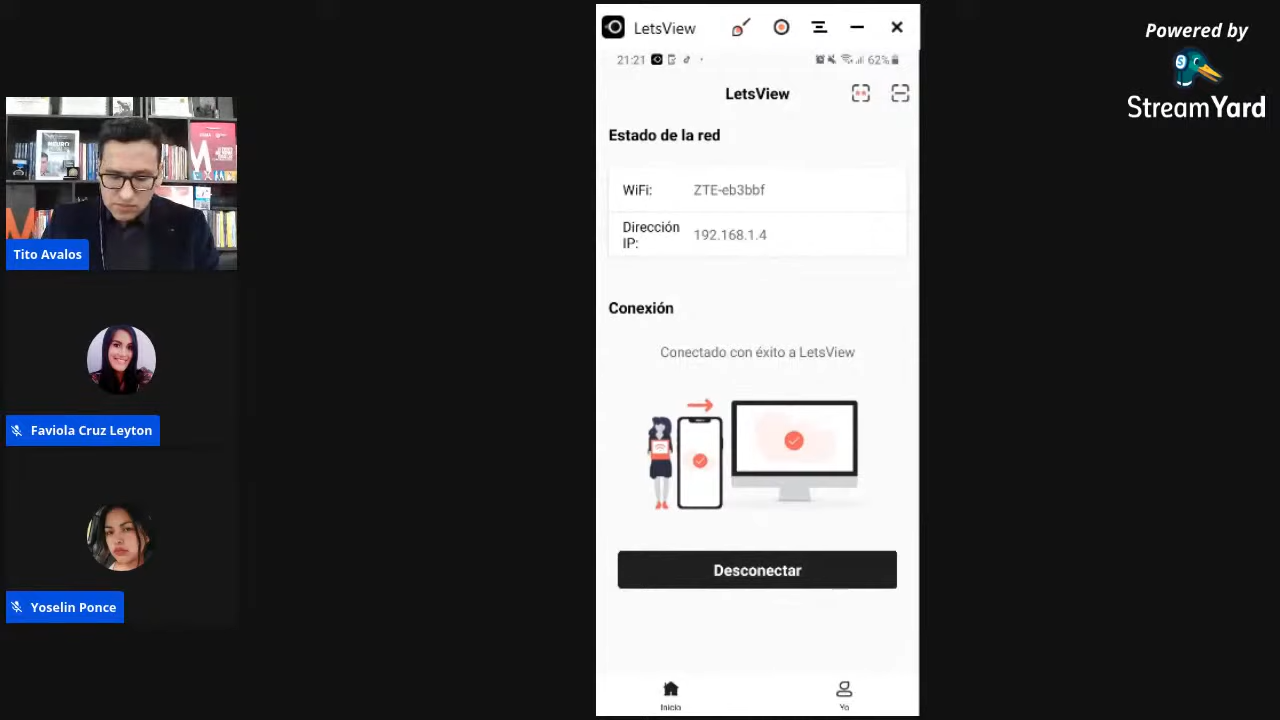 LetsView
Powered by
StreamYard
21:21
62%
LetsView
Estado de la red
WiFi: ZTE-eb3bbf
Dirección IP: 192.168.1.4
Conexión
Conectado con éxito a LetsView
Desconectar
Inicio
Yo
NEURO
M
Tito Avalos
Faviola Cruz Leyton
Yoselin Ponce